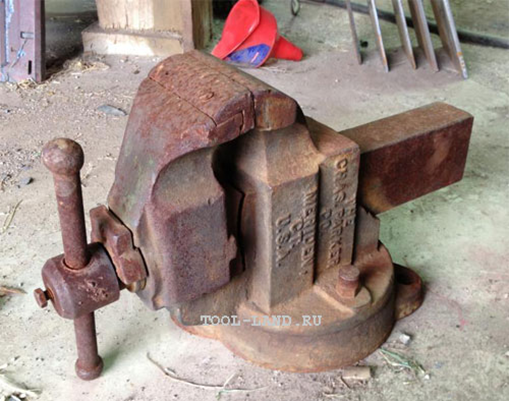 CHAS. PARKER
CO.
MERIDEN
U.S.A.
TOOL-LAND.RU